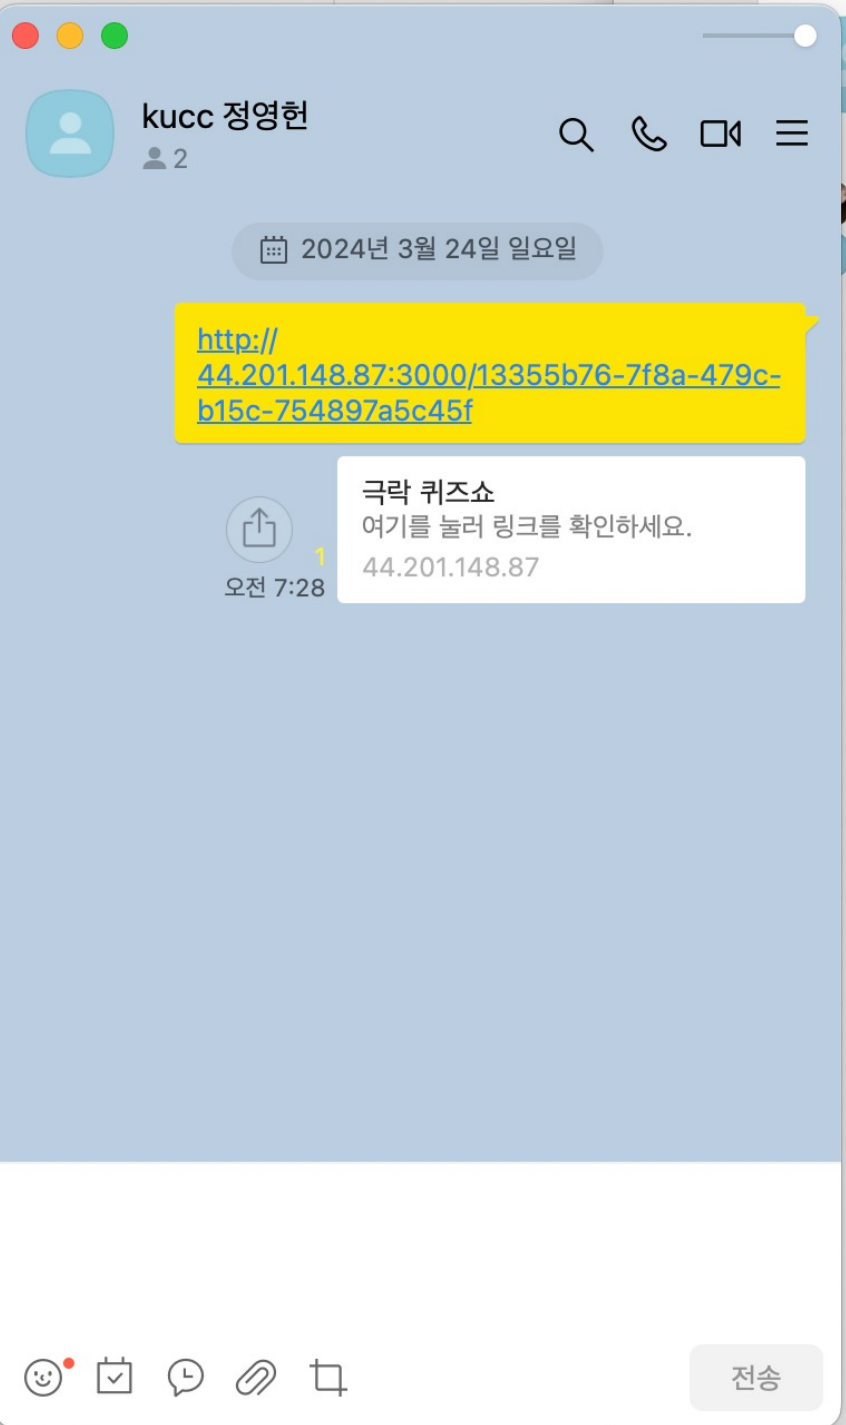 kucc 정영헌
2
2024년 3월 24일 일요일
http://
44.201.148.87:3000/13355b76-7f8a-479c-
b15c-754897a5c45f
극락 퀴즈쇼
여기를 눌러 링크를 확인하세요.
44.201.148.87
1
오전 7:28
전송